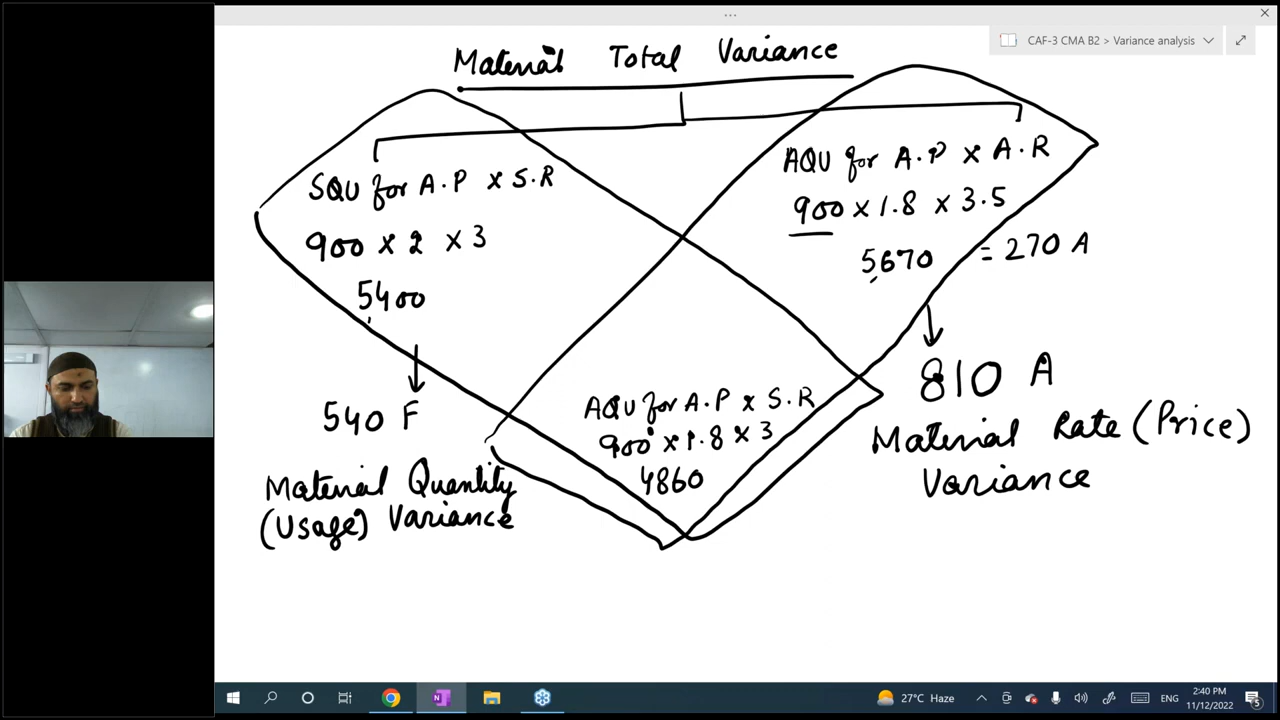 CAF-3 CMA B2 > Variance analysis
Material Total Variance
SQU for A.P x S.R
900 x 2 x 3
5400
540 F
Material Quantity
(Usage) Variance
AQU for A.P x A.R
900 x 1.8 x 3.5
5670 = 270 A
810 A
Material Rate (Price)
Variance
AQU for A.P x S.R
900 x 1.8 x 3
4860
27°C Haze
ENG
2:40 PM
11/12/2022
5